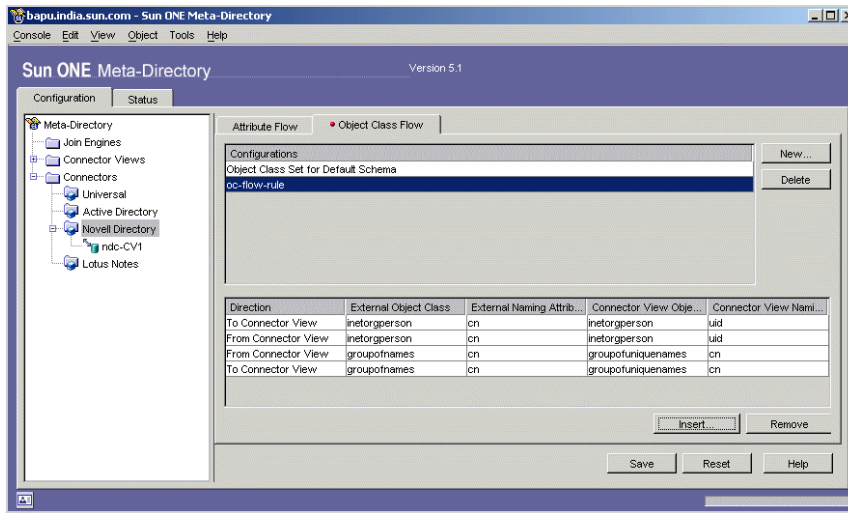 bapu.india.sun.com - Sun ONE Meta-Directory
Console Edit View Object Tools Help
Sun ONE Meta-Directory Version 5.1
Configuration Status
Meta-Directory
Join Engines
Connector Views
Connectors
Universal
Active Directory
Novell Directory
ndc-CV1
Lotus Notes
Attribute Flow Object Class Flow
Configurations
Object Class Set for Default Schema
oc-flow-rule
New...
Delete
Direction External Object Class External Naming Attrib... Connector View Obje... Connector View Nami...
To Connector View inetorgperson cn inetorgperson uid
From Connector View inetorgperson cn inetorgperson uid
From Connector View groupofnames cn groupofuniquenames cn
To Connector View groupofnames cn groupofuniquenames cn
Insert... Remove
Save Reset Help